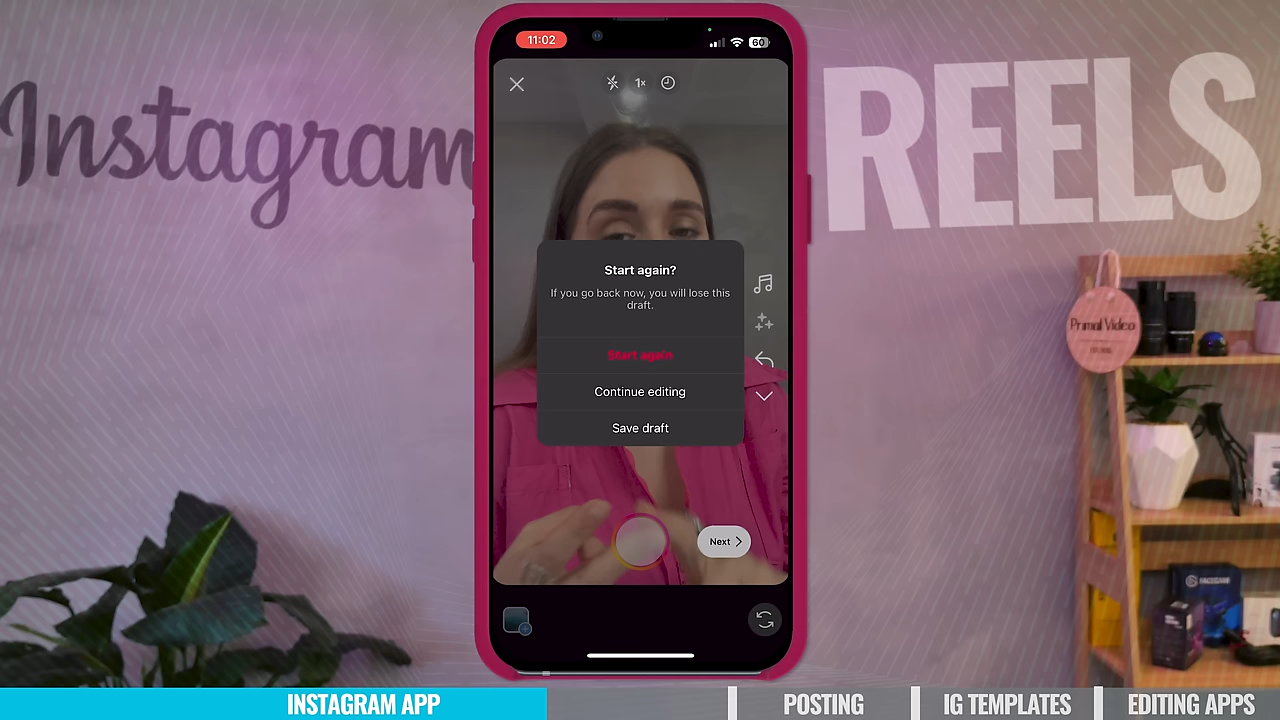 Instagram
REELS
11:02
60
1x
Start again?
If you go back now, you will lose this
draft.
Start again
Continue editing
Save draft
Next
Primal Video
INSTAGRAM APP
POSTING
IG TEMPLATES
EDITING APPS